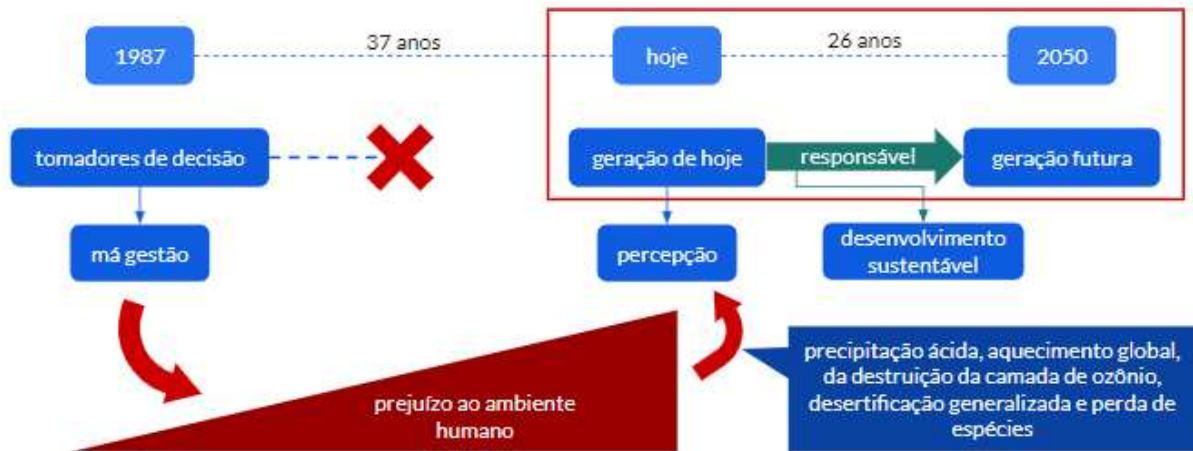 1987
37 anos
hoje
26 anos
2050
tomadores de decisão
geração de hoje
responsável
geração futura
má gestão
percepção
desenvolvimento
sustentável
prejuízo ao ambiente
humano
precipitação ácida, aquecimento global,
da destruição da camada de ozônio,
desertificação generalizada e perda de
espécies